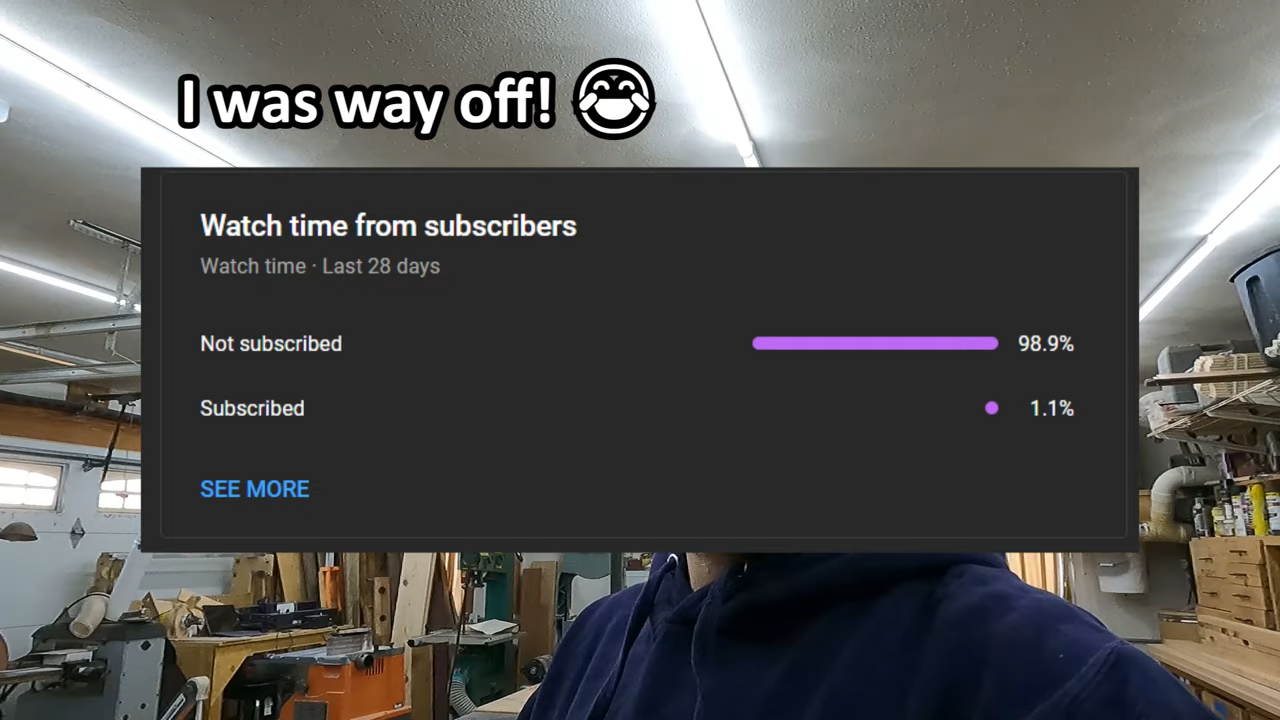 I was way off! 😂
Watch time from subscribers
Watch time · Last 28 days
Not subscribed 98.9%
Subscribed 1.1%
SEE MORE